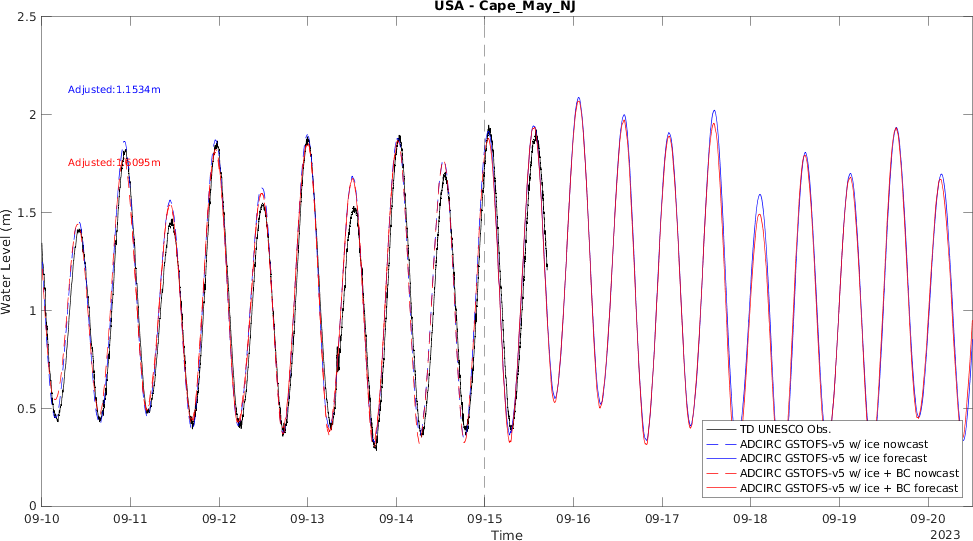 USA - Cape_May_NJ
2.5
2
1.5
1
0.5
0
Water Level (m)
Adjusted:1.1534m
TD UNESCO Obs.
ADCIRC GSTOFS-v5 w/ ice nowcast
ADCIRC GSTOFS-v5 w/ ice forecast
ADCIRC GSTOFS-v5 w/ ice + BC nowcast
ADCIRC GSTOFS-v5 w/ ice + BC forecast
09-10 09-11 09-12 09-13 09-14 09-15 09-16 09-17 09-18 09-19 09-20
Time
2023